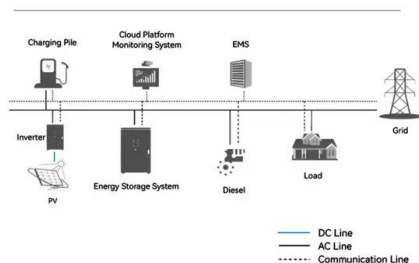 Charging Pile
Cloud Platform
Monitoring System
EMS
Grid
Inverter
PV
Energy Storage System
Diesel
Load
DC Line
AC Line
Communication Line